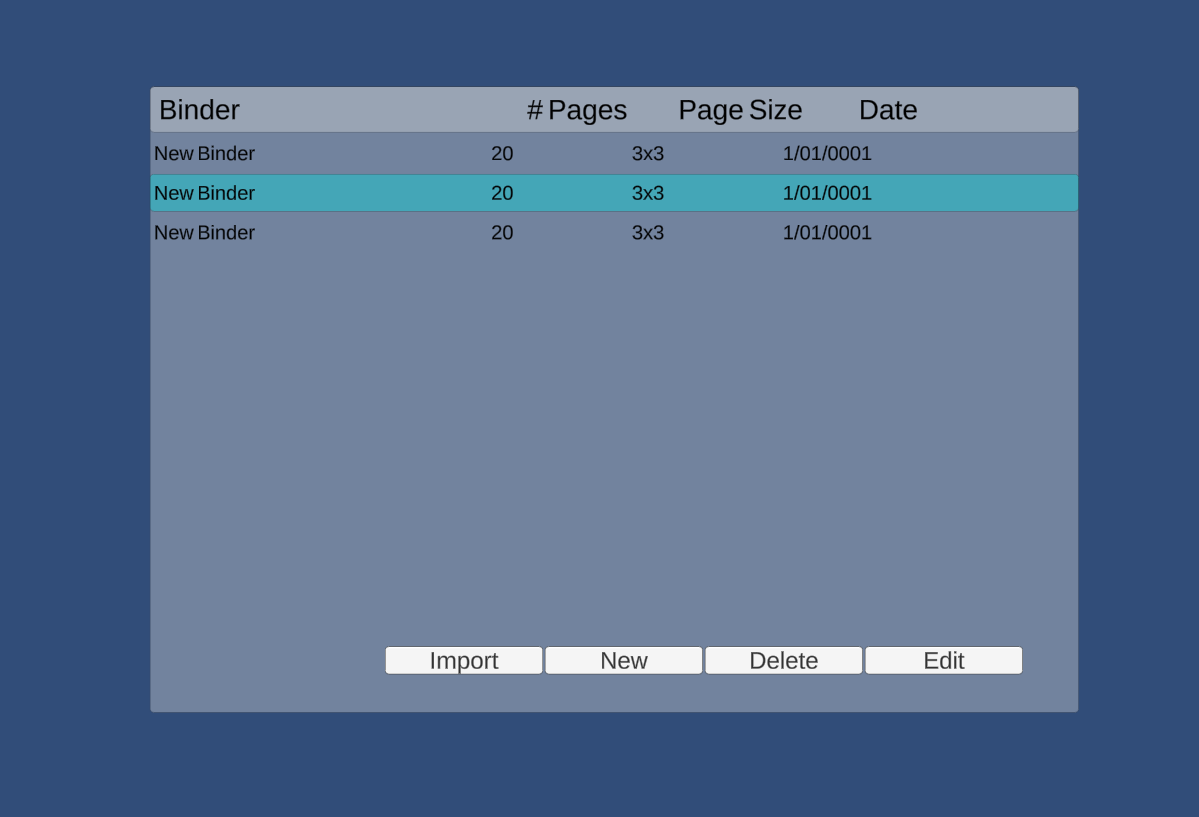 Binder # Pages Page Size Date
New Binder 20 3x3 1/01/0001
New Binder 20 3x3 1/01/0001
New Binder 20 3x3 1/01/0001
Import New Delete Edit